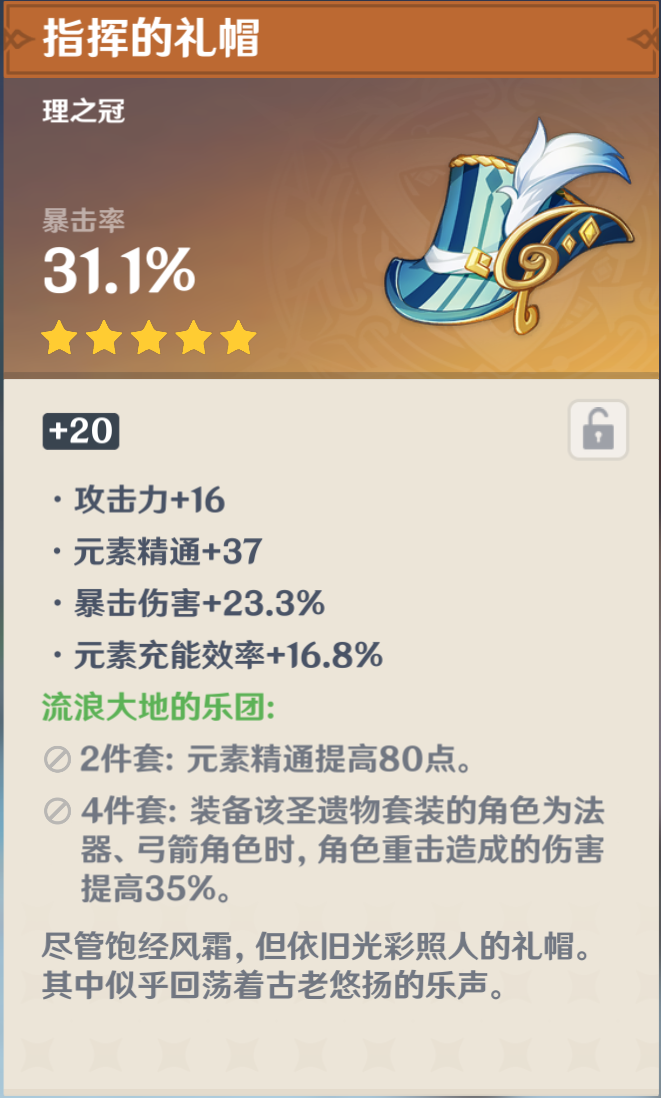 指挥的礼帽
理之冠
暴击率
31.1%
+20
·攻击力+16
·元素精通+37
·暴击伤害+23.3%
·元素充能效率+16.8%
流浪大地的乐团:
2件套: 元素精通提高80点。
4件套: 装备该圣遗物套装的角色为法
器、弓箭角色时, 角色重击造成的伤害
提高35%。
尽管饱经风霜, 但依旧光彩照人的礼帽。
其中似乎回荡着古老悠扬的乐声。